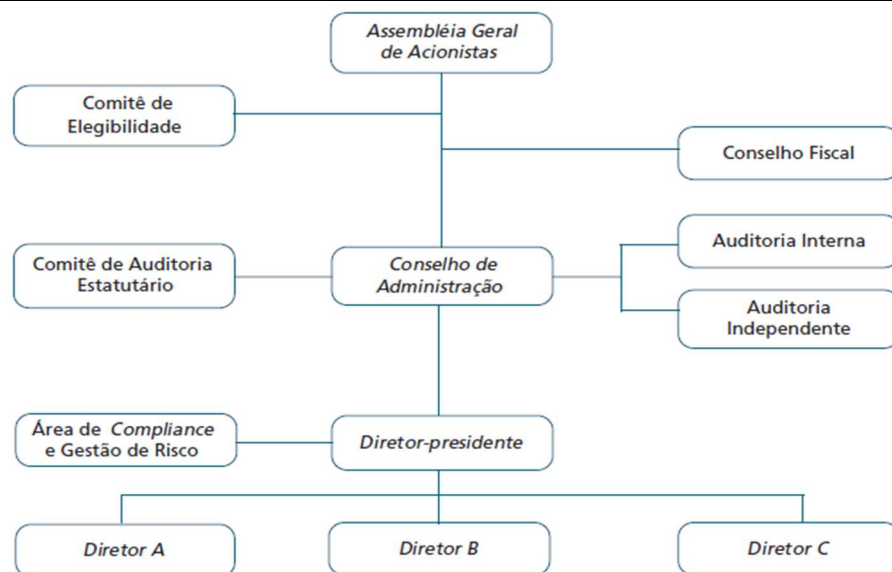 Assembléia Geral
de Acionistas
Comitê de
Elegibilidade
Conselho Fiscal
Auditoria Interna
Comitê de Auditoria
Estatutário
Conselho de
Administração
Auditoria
Independente
Área de Compliance
e Gestão de Risco
Diretor-presidente
Diretor A
Diretor B
Diretor C